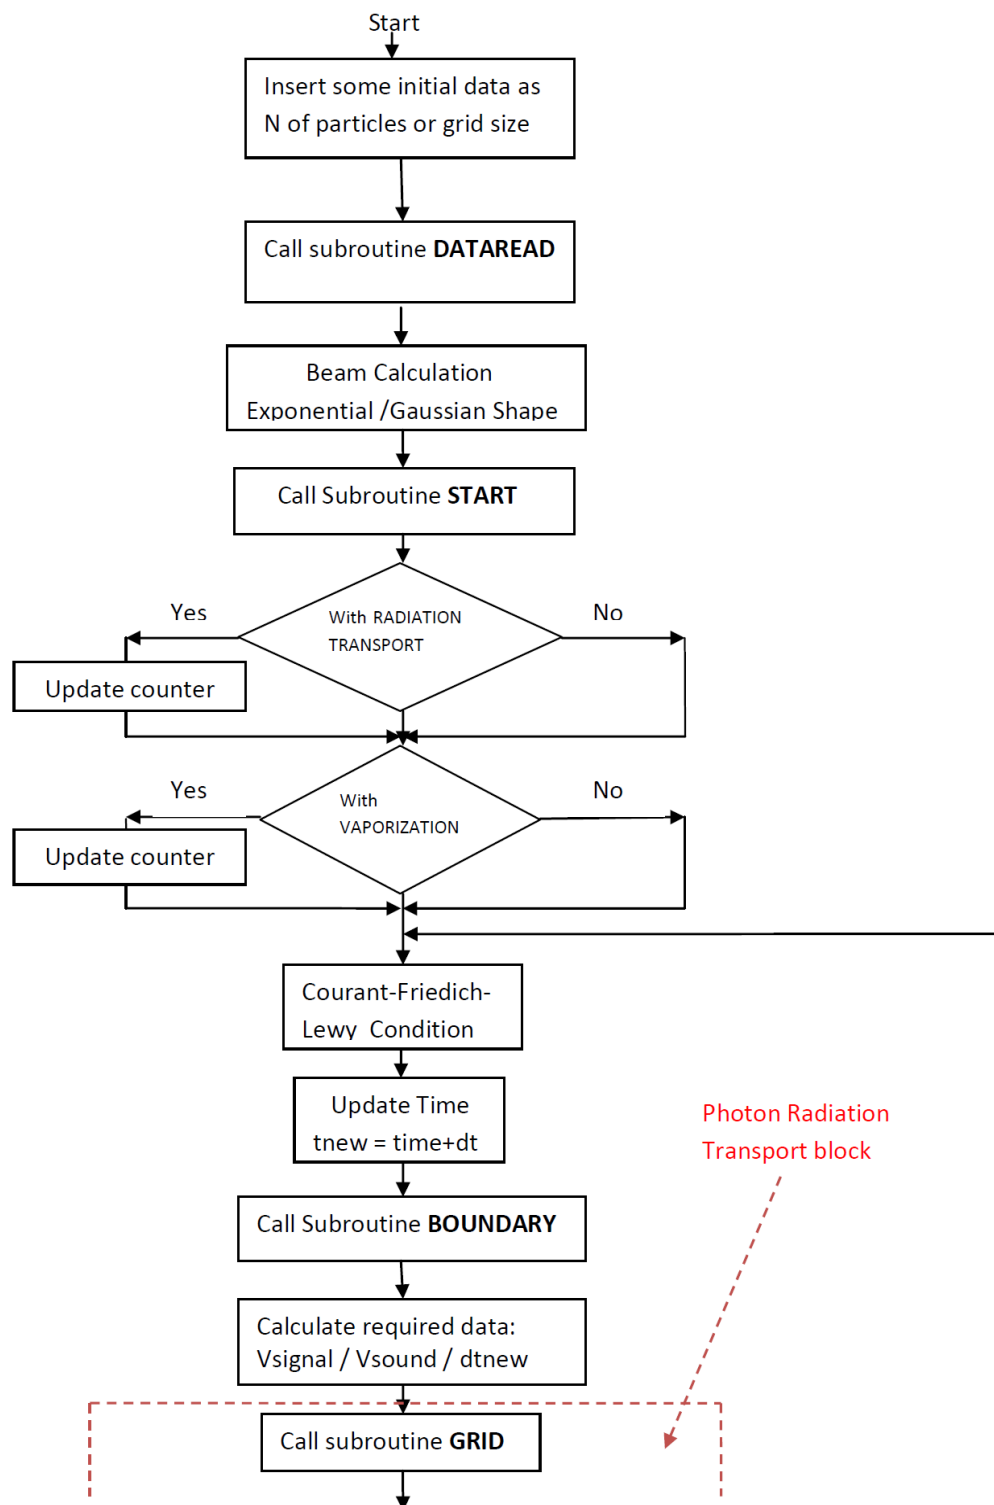 Start
Insert some initial data as
N of particles or grid size
Call subroutine DATAREAD
Beam Calculation
Exponential /Gaussian Shape
Call Subroutine START
Yes
With RADIATION
TRANSPORT
No
Update counter
Yes
With
VAPORIZATION
No
Update counter
Courant-Friedich-
Lewy Condition
Update Time
tnew = time+dt
Photon Radiation
Transport block
Call Subroutine BOUNDARY
Calculate required data:
Vsignal / Vsound / dtnew
Call subroutine GRID